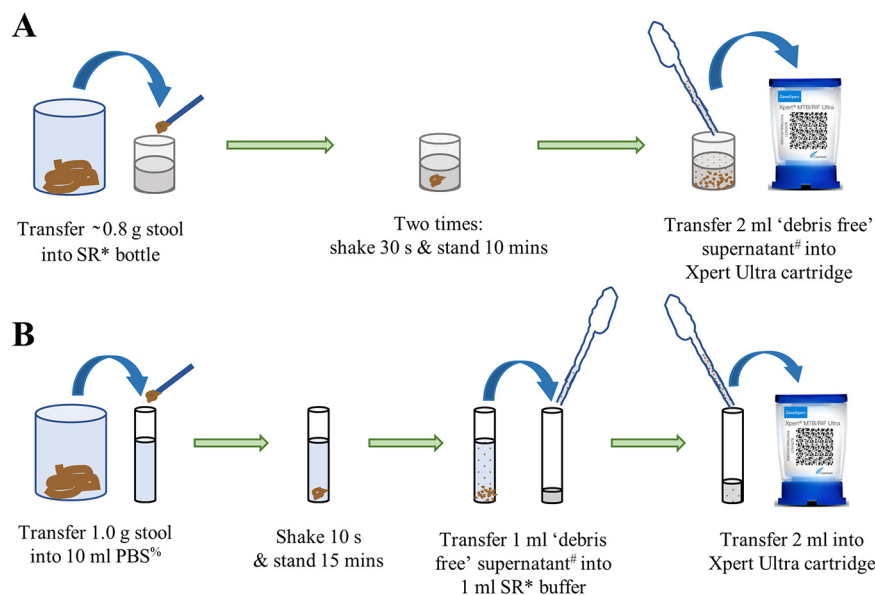 A
GeneXpert
Xpert® MTB/RIF Ultra
Cepheid
Transfer ~0.8 g stool
into SR* bottle
Two times:
shake 30 s & stand 10 mins
Transfer 2 ml ‘debris free’
supernatant# into
Xpert Ultra cartridge
B
GeneXpert
Xpert® MTB/RIF Ultra
Transfer 1.0 g stool
into 10 ml PBS%
Shake 10 s
& stand 15 mins
Transfer 1 ml ‘debris
free’ supernatant# into
1 ml SR* buffer
Transfer 2 ml into
Xpert Ultra cartridge